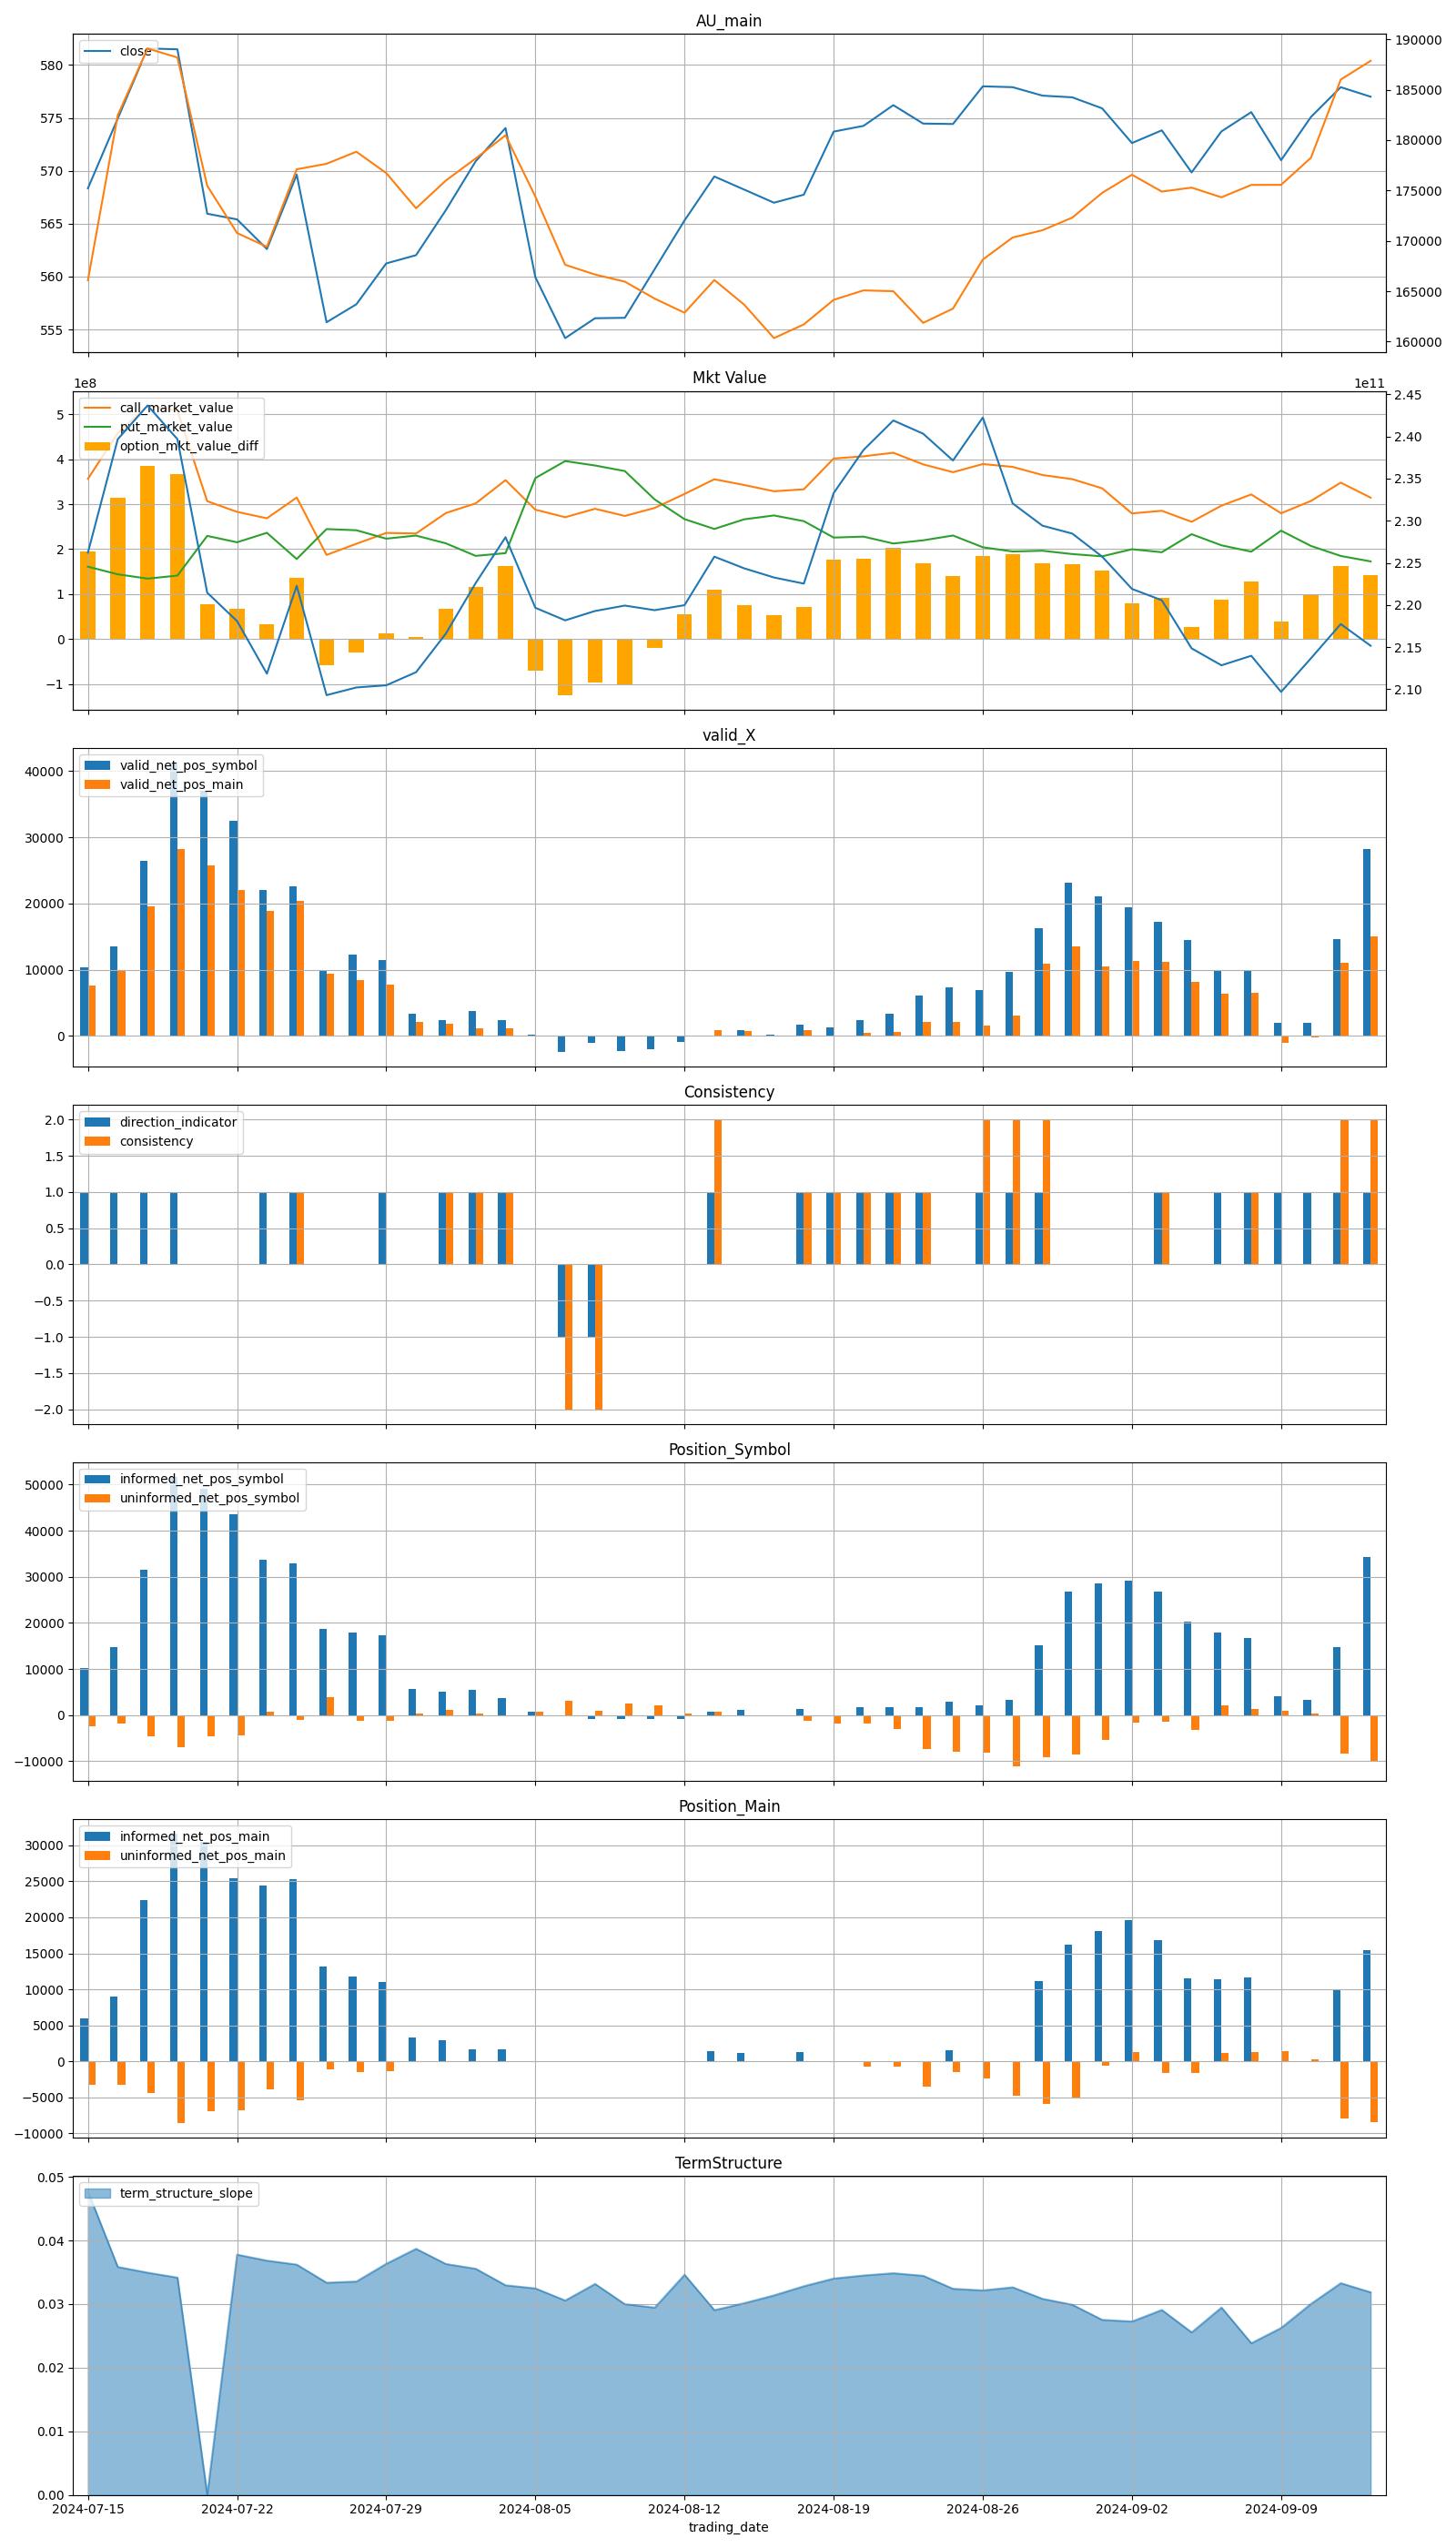 AU_main
close
580
575
570
565
560
555
190000
185000
180000
175000
170000
165000
160000
Mkt Value
1e8
1e11
call_market_value
put_market_value
option_mkt_value_diff
5
4
3
2
1
0
−1
2.45
2.40
2.35
2.30
2.25
2.20
2.15
2.10
valid_X
valid_net_pos_symbol
valid_net_pos_main
40000
30000
20000
10000
0
Consistency
direction_indicator
consistency
2.0
1.5
1.0
0.5
0.0
−0.5
−1.0
−1.5
−2.0
Position_Symbol
informed_net_pos_symbol
uninformed_net_pos_symbol
50000
40000
30000
20000
10000
0
−10000
Position_Main
informed_net_pos_main
uninformed_net_pos_main
30000
25000
20000
15000
10000
5000
0
−5000
−10000
TermStructure
term_structure_slope
0.05
0.04
0.03
0.02
0.01
0.00
2024-07-15 2024-07-22 2024-07-29 2024-08-05 2024-08-12 2024-08-19 2024-08-26 2024-09-02 2024-09-09
trading_date